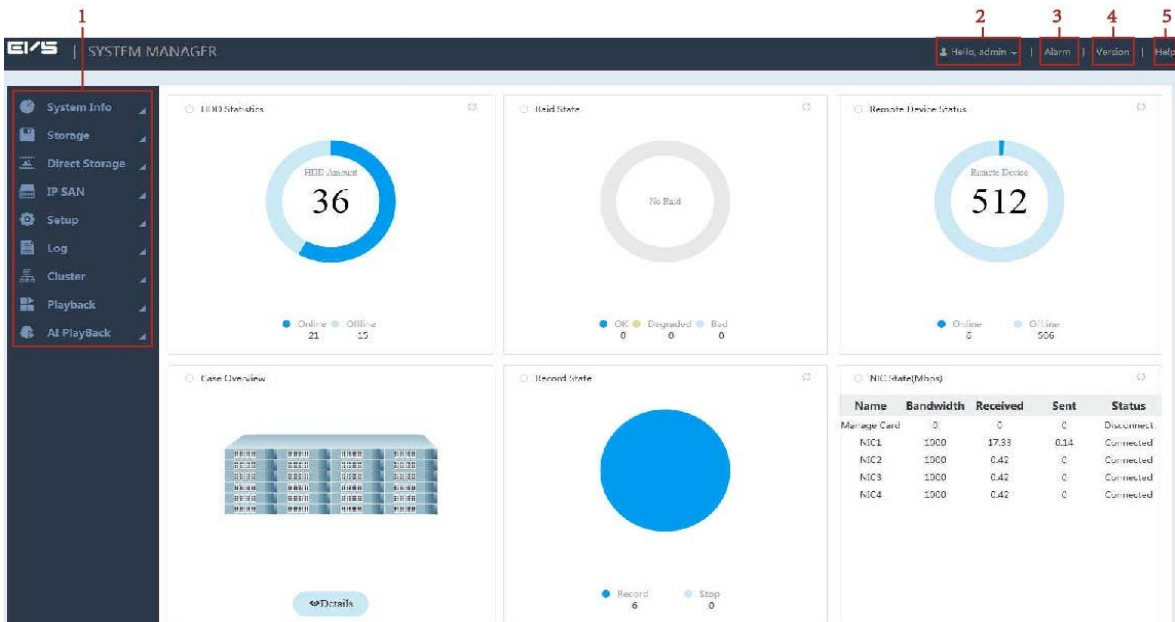 1
2 3 4 5
EVS | SYSTEM MANAGER
Hello, admin | Alarm | Version | Help
System Info
Storage
Direct Storage
IP SAN
Setup
Log
Cluster
Playback
AI PlayBack
HDD Statistics
HDD Amount
36
Online Offline
21 15
Raid State
No Raid
OK Degraded Bad
0 0 0
Remote Device Status
Remote Device
512
Online Offline
6 506
Case Overview
Details
Record State
Record Stop
6 0
NIC State(Mbps)
Name Bandwidth Received Sent Status
Manage Card 0 0 0 Disconnect
NIC1 1000 17.33 0.14 Connected
NIC2 1000 0.42 0 Connected
NIC3 1000 0.42 0 Connected
NIC4 1000 0.42 0 Connected